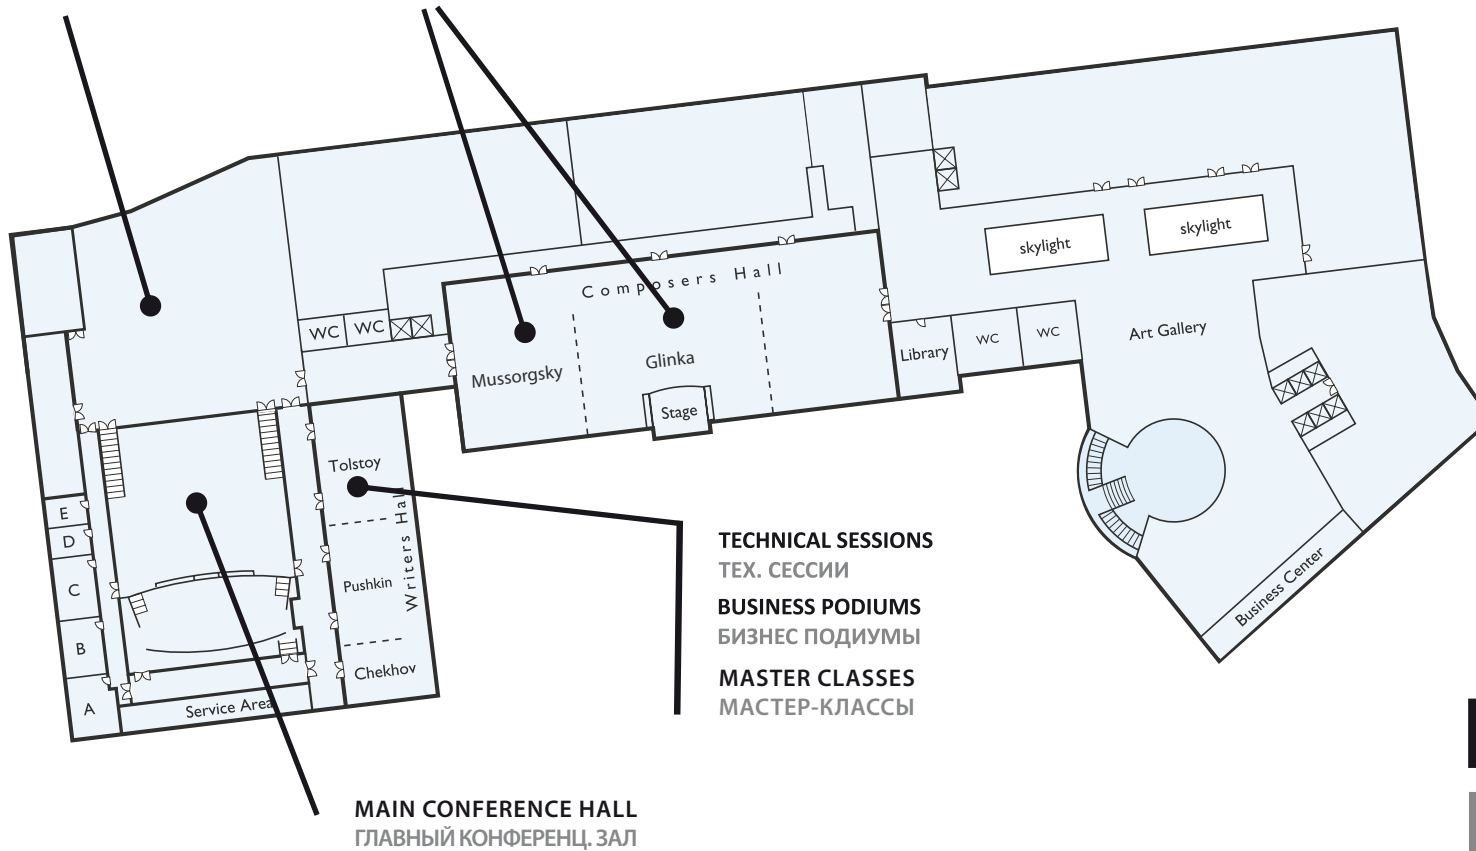 skylight
skylight
Composers Hall
WC
WC
Mussorgsky
Glinka
Stage
Library
WC
WC
Art Gallery
Tolstoy
Writers Hall
Pushkin
Chekhov
E
D
C
B
A
Service Area
Business Center
TECHNICAL SESSIONS
ТЕХ. СЕССИИ
BUSINESS PODIUMS
БИЗНЕС ПОДИУМЫ
MASTER CLASSES
МАСТЕР-КЛАССЫ
MAIN CONFERENCE HALL
ГЛАВНЫЙ КОНФЕРЕНЦ. ЗАЛ